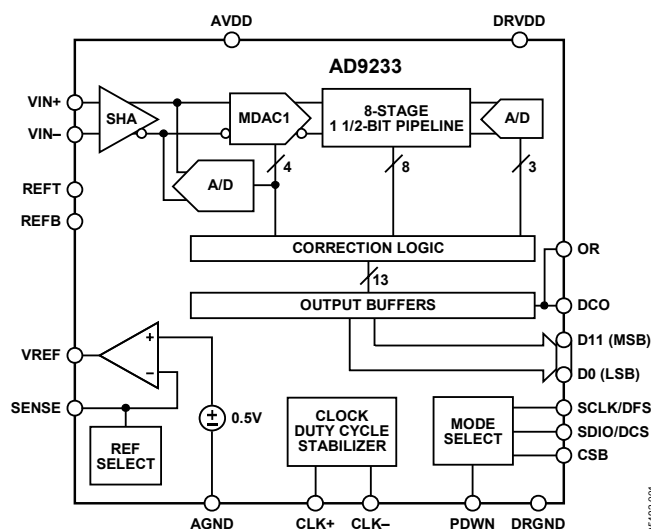 AVDD
DRVDD
AD9233
VIN+
VIN–
SHA
MDAC1
8-STAGE
1 1/2-BIT PIPELINE
A/D
A/D
4
8
3
REFT
REFB
CORRECTION LOGIC
OR
13
OUTPUT BUFFERS
DCO
D11 (MSB)
D0 (LSB)
VREF
+
–
SENSE
REF
SELECT
0.5V
CLOCK
DUTY CYCLE
STABILIZER
MODE
SELECT
SCLK/DFS
SDIO/DCS
CSB
AGND
CLK+
CLK–
PDWN
DRGND